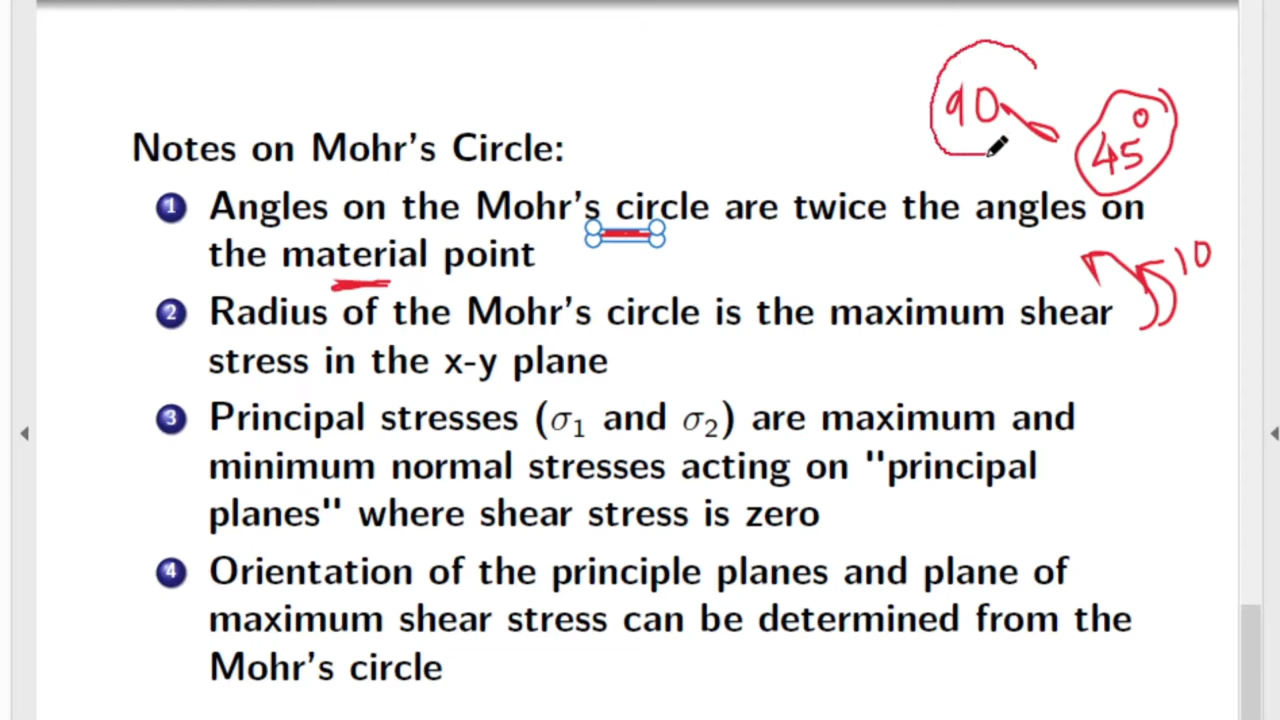 90
45°
Notes on Mohr's Circle:
1 Angles on the Mohr's circle are twice the angles on
the material point
10
2 Radius of the Mohr's circle is the maximum shear
stress in the x-y plane
3 Principal stresses (σ₁ and σ₂) are maximum and
minimum normal stresses acting on "principal
planes" where shear stress is zero
4 Orientation of the principle planes and plane of
maximum shear stress can be determined from the
Mohr's circle